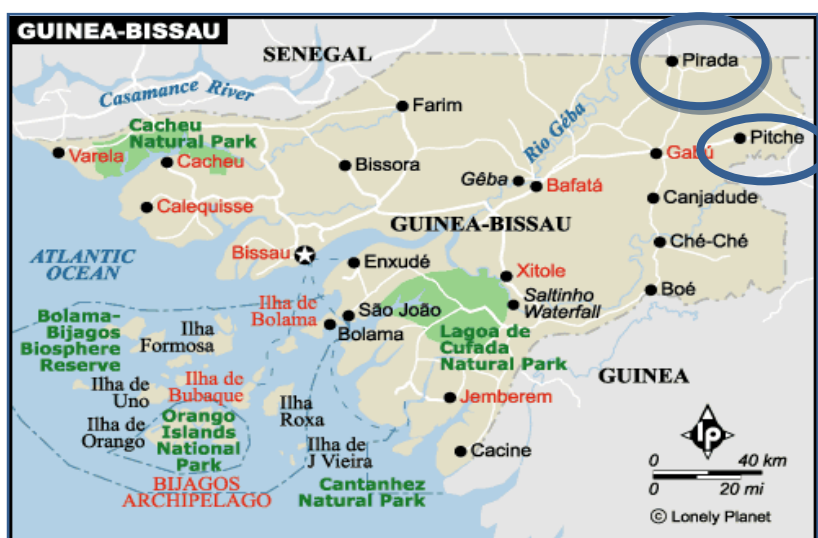 GUINEA-BISSAU
SENEGAL
Pirada
Casamance River
Farim
Cacheu
Natural Park
Rio Gêba
Pitche
Varela
Cacheu
Bissora
Gabú
Gêba
Bafatá
Canjadude
Calequisse
GUINEA-BISSAU
Ché-Ché
Bissau
ATLANTIC
OCEAN
Enxudé
Xitole
Boé
Ilha de
Bolama
São João
Saltinho
Waterfall
Bolama-
Bijagos
Biosphere
Reserve
Ilha
Formosa
Bolama
Lagoa de
Cufada
Natural Park
GUINEA
Ilha de
Uno
Ilha de
Bubaque
Ilha
Roxa
Jemberem
Ilha de
Orango
Orango
Islands
National
Park
Ilha de
J Vieira
Cacine
lp
BIJAGOS
ARCHIPELAGO
Cantanhez
Natural Park
0 40 km
0 20 mi
© Lonely Planet